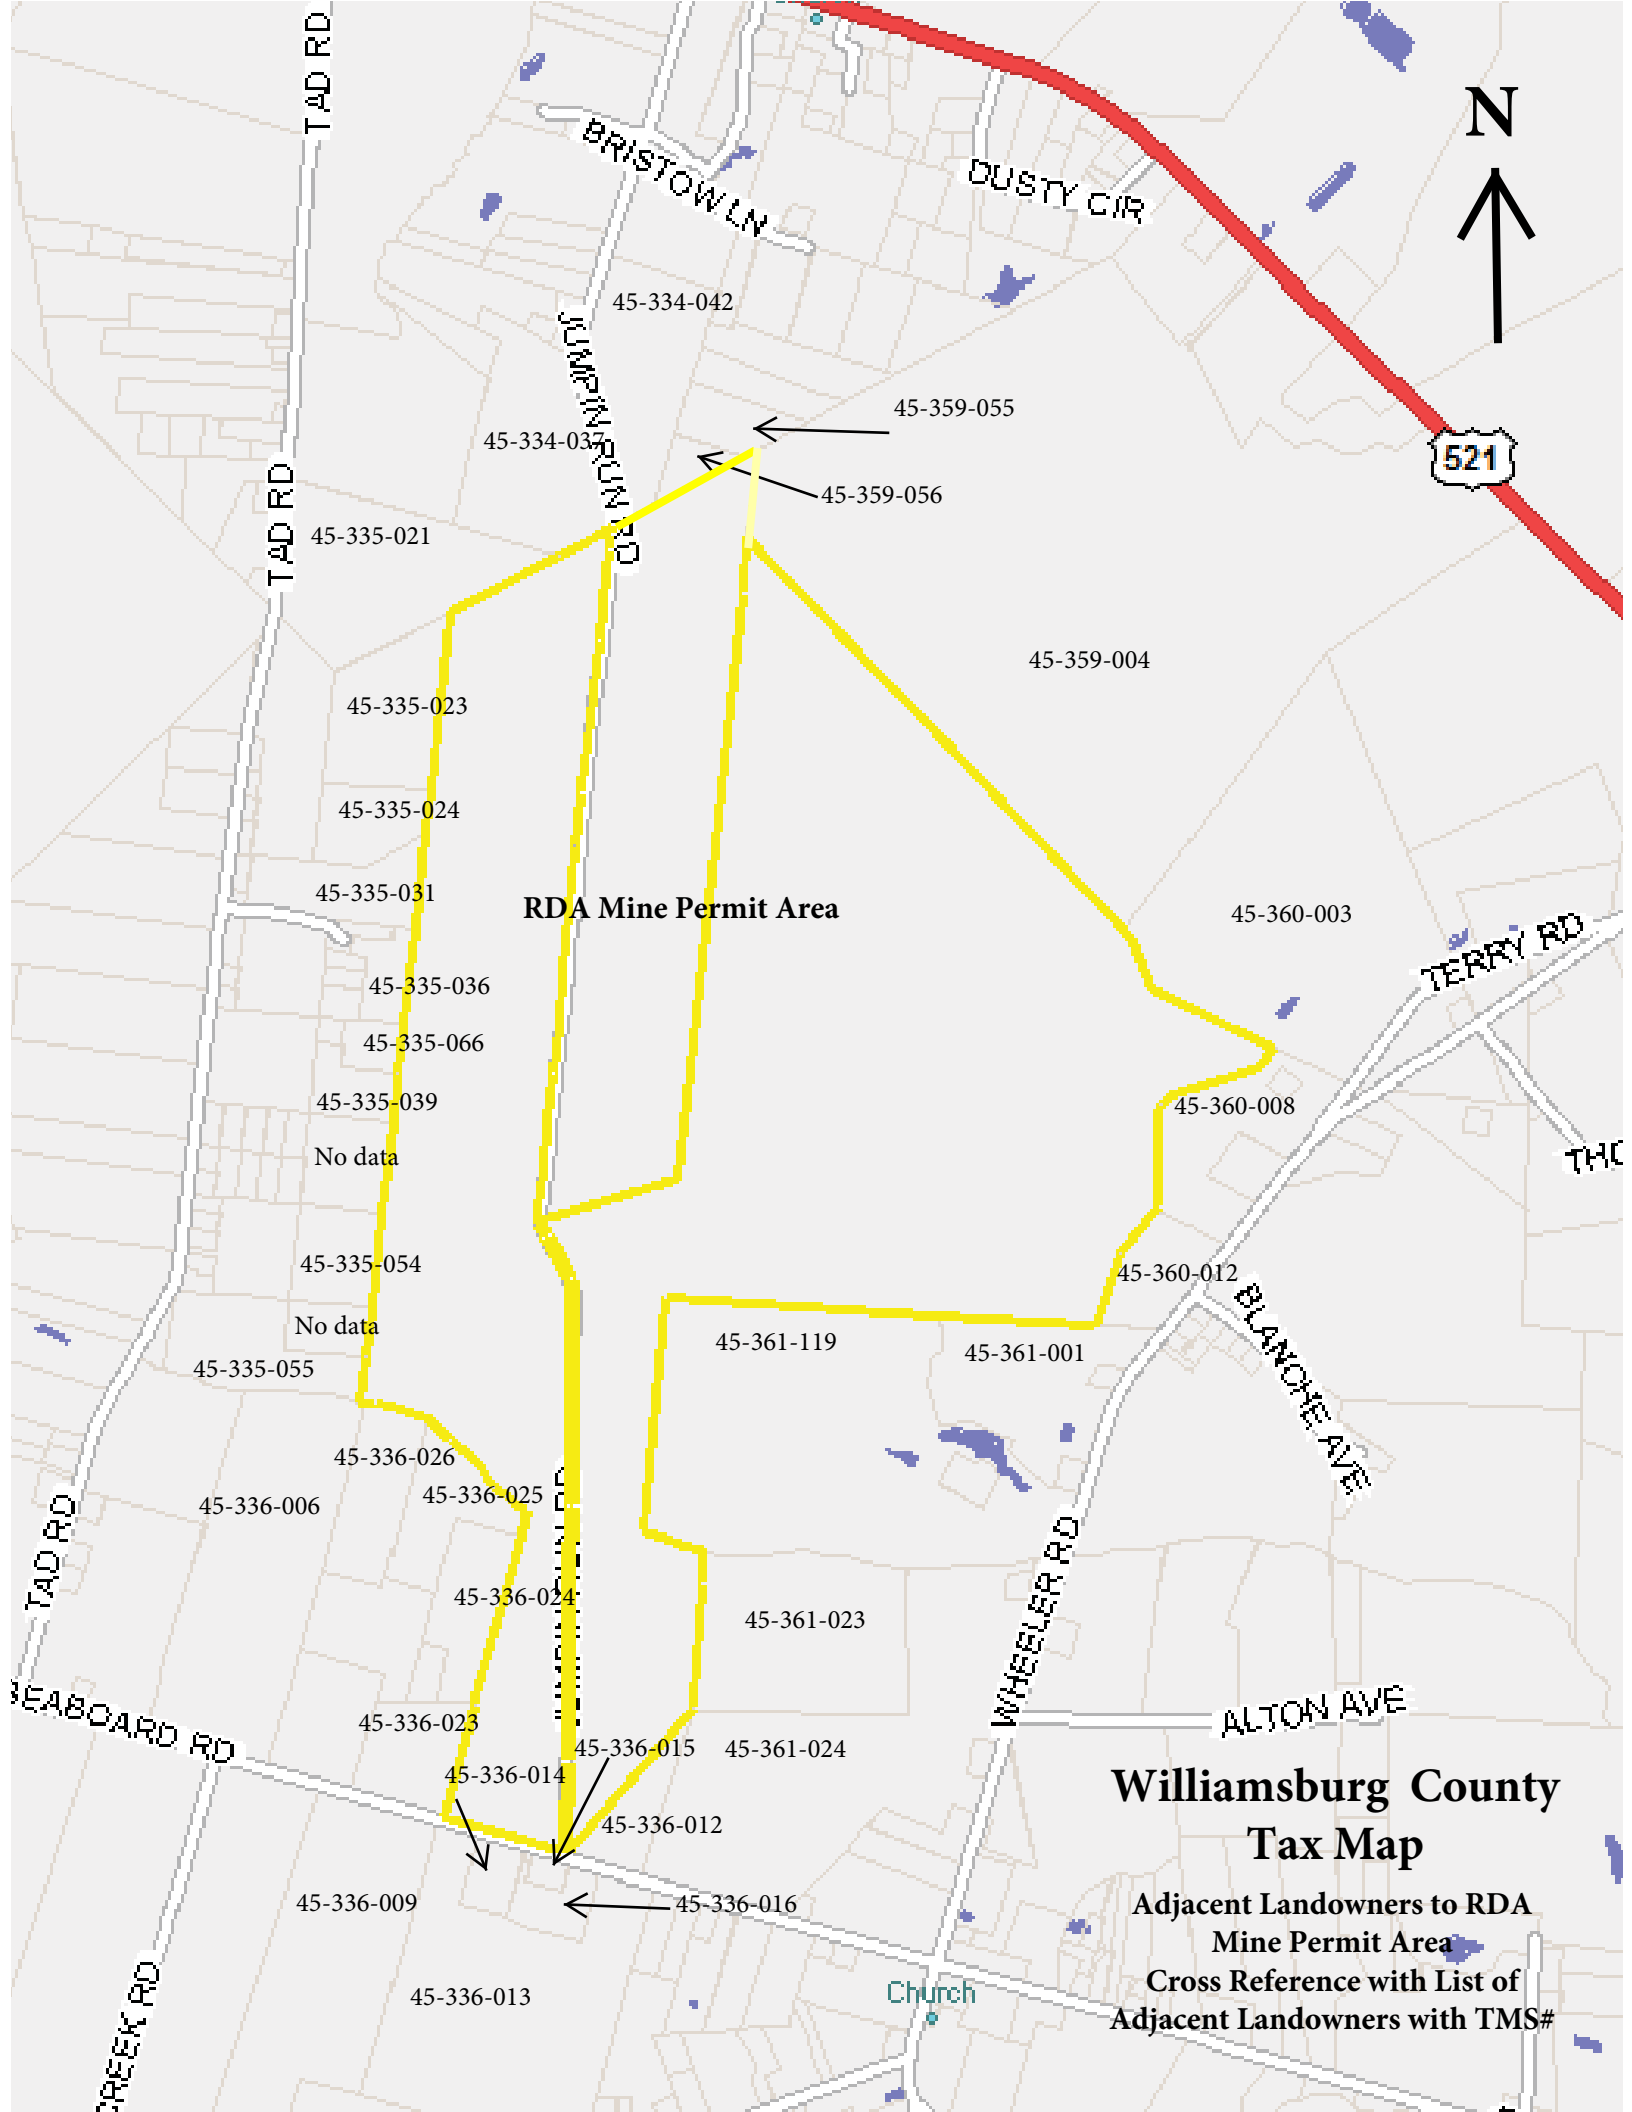 TAD RD
BRISTOW LN
DUSTY CIR
N
45-334-042
JUMPIN RUN RD
45-359-055
45-334-037
521
45-359-056
TAD RD
45-335-021
45-359-004
45-335-023
45-335-024
45-335-031
RDA Mine Permit Area
45-360-003
TERRY RD
45-335-036
45-335-066
45-335-039
45-360-008
No data
THO
45-335-054
45-360-012
BLANCHE AVE
No data
45-361-119
45-361-001
45-335-055
45-336-026
45-336-025
45-336-006
TAD RD
WHEELER RD
45-336-024
45-361-023
SEABOARD RD
ALTON AVE
45-336-023
45-336-015
45-361-024
45-336-014
Williamsburg County
Tax Map
45-336-012
45-336-009
45-336-016
Adjacent Landowners to RDA
Mine Permit Area
Cross Reference with List of
Adjacent Landowners with TMS#
CREEK RD
45-336-013
Church